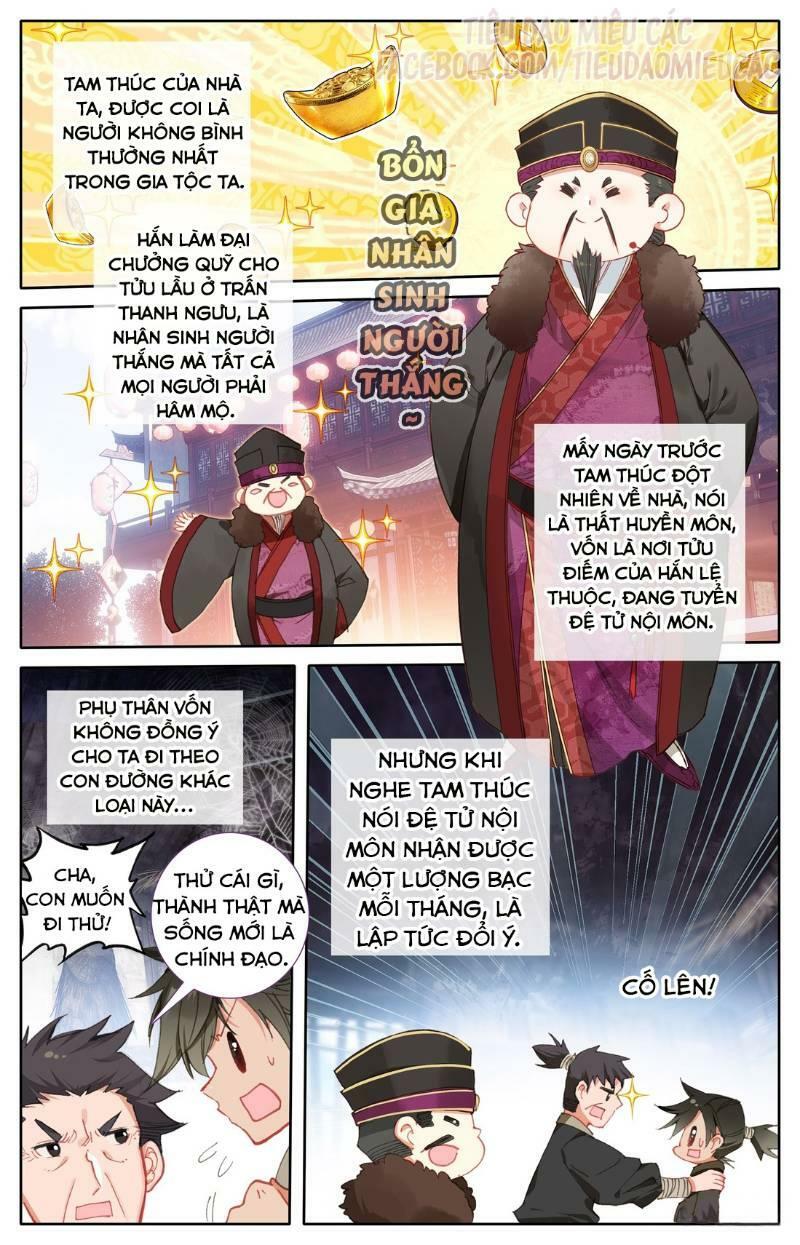 TIÊU DAO MIÊU CÁC
FACEBOOK.COM/TIEUDAOMIEUCAC
TAM THÚC CỦA NHÀ
TA, ĐƯỢC COI LÀ
NGƯỜI KHÔNG BÌNH
THƯỜNG NHẤT
TRONG GIA TỘC TA.
HẮN LÀM ĐẠI
CHƯỞNG QUỸ CHO
TỬU LẦU Ở TRẤN
THANH NGƯU, LÀ
NHÂN SINH NGƯỜI
THẮNG MÀ TẤT CẢ
MỌI NGƯỜI PHẢI
HÂM MỘ.
BỔN
GIA
NHÂN
SINH
NGƯỜI
THẮNG
~
MẤY NGÀY TRƯỚC
TAM THÚC ĐỘT
NHIÊN VỀ NHÀ, NÓI
LÀ THẤT HUYỀN MÔN,
VỐN LÀ NƠI TỬU
ĐIẾM CỦA HẮN LỆ
THUỘC, ĐANG TUYỂN
ĐỆ TỬ NỘI MÔN.
PHỤ THÂN VỐN
KHÔNG ĐỒNG Ý
CHO TA ĐI THEO
CON ĐƯỜNG KHÁC
LOẠI NÀY...
CHA,
CON MUỐN
ĐI THỬ!
THỬ CÁI GÌ,
THÀNH THẬT MÀ
SỐNG MỚI LÀ
CHÍNH ĐẠO.
NHƯNG KHI
NGHE TAM THÚC
NÓI ĐỆ TỬ NỘI
MÔN NHẬN ĐƯỢC
MỘT LƯỢNG BẠC
MỖI THÁNG, LÀ
LẬP TỨC ĐỔI Ý.
CỐ LÊN!